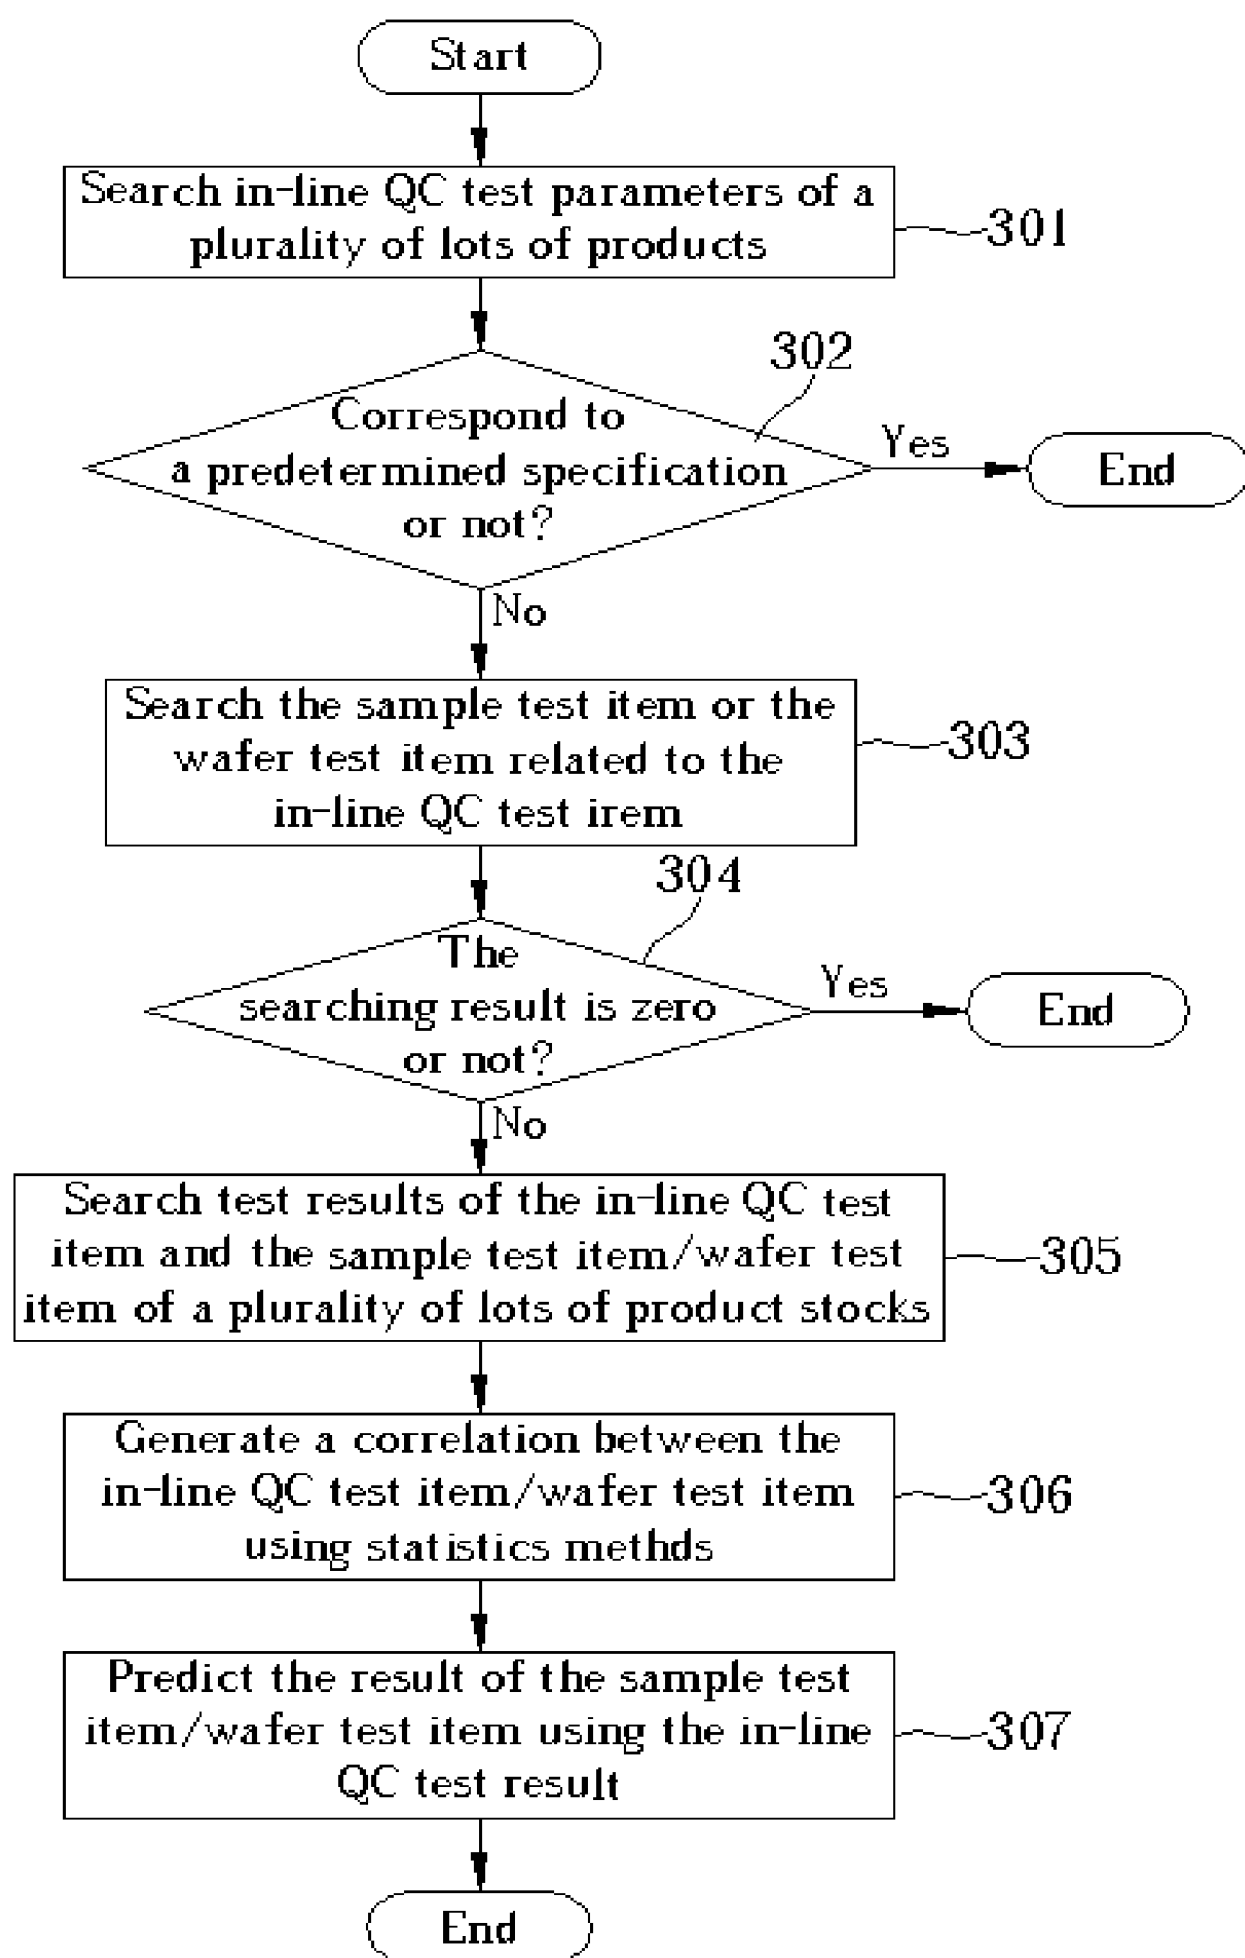 Start
Search in-line QC test parameters of a
plurality of lots of products
301
302
Correspond to
a predetermined specification
or not?
Yes
End
No
Search the sample test item or the
wafer test item related to the
in-line QC test irem
303
304
The
searching result is zero
or not?
Yes
End
No
Search test results of the in-line QC test
item and the sample test item/wafer test
item of a plurality of lots of product stocks
305
Generate a correlation between the
in-line QC test item/wafer test item
using statistics methds
306
Predict the result of the sample test
item/wafer test item using the in-line
QC test result
307
End